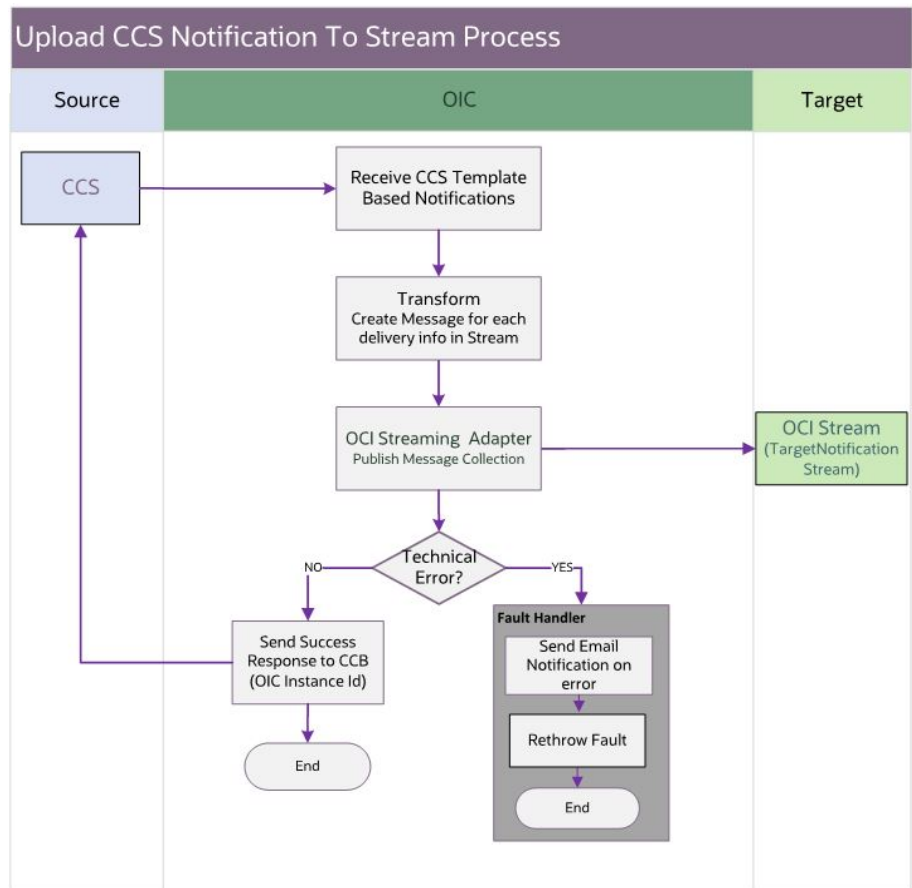 Upload CCS Notification To Stream Process
Source
OIC
Target
CCS
Receive CCS Template
Based Notifications
Transform
Create Message for each
delivery info in Stream
OCI Streaming Adapter
Publish Message Collection
OCI Stream
(TargetNotification
Stream)
Technical
Error?
NO
YES
Send Success
Response to CCB
(OIC Instance Id)
End
Fault Handler
Send Email
Notification on
error
Rethrow Fault
End